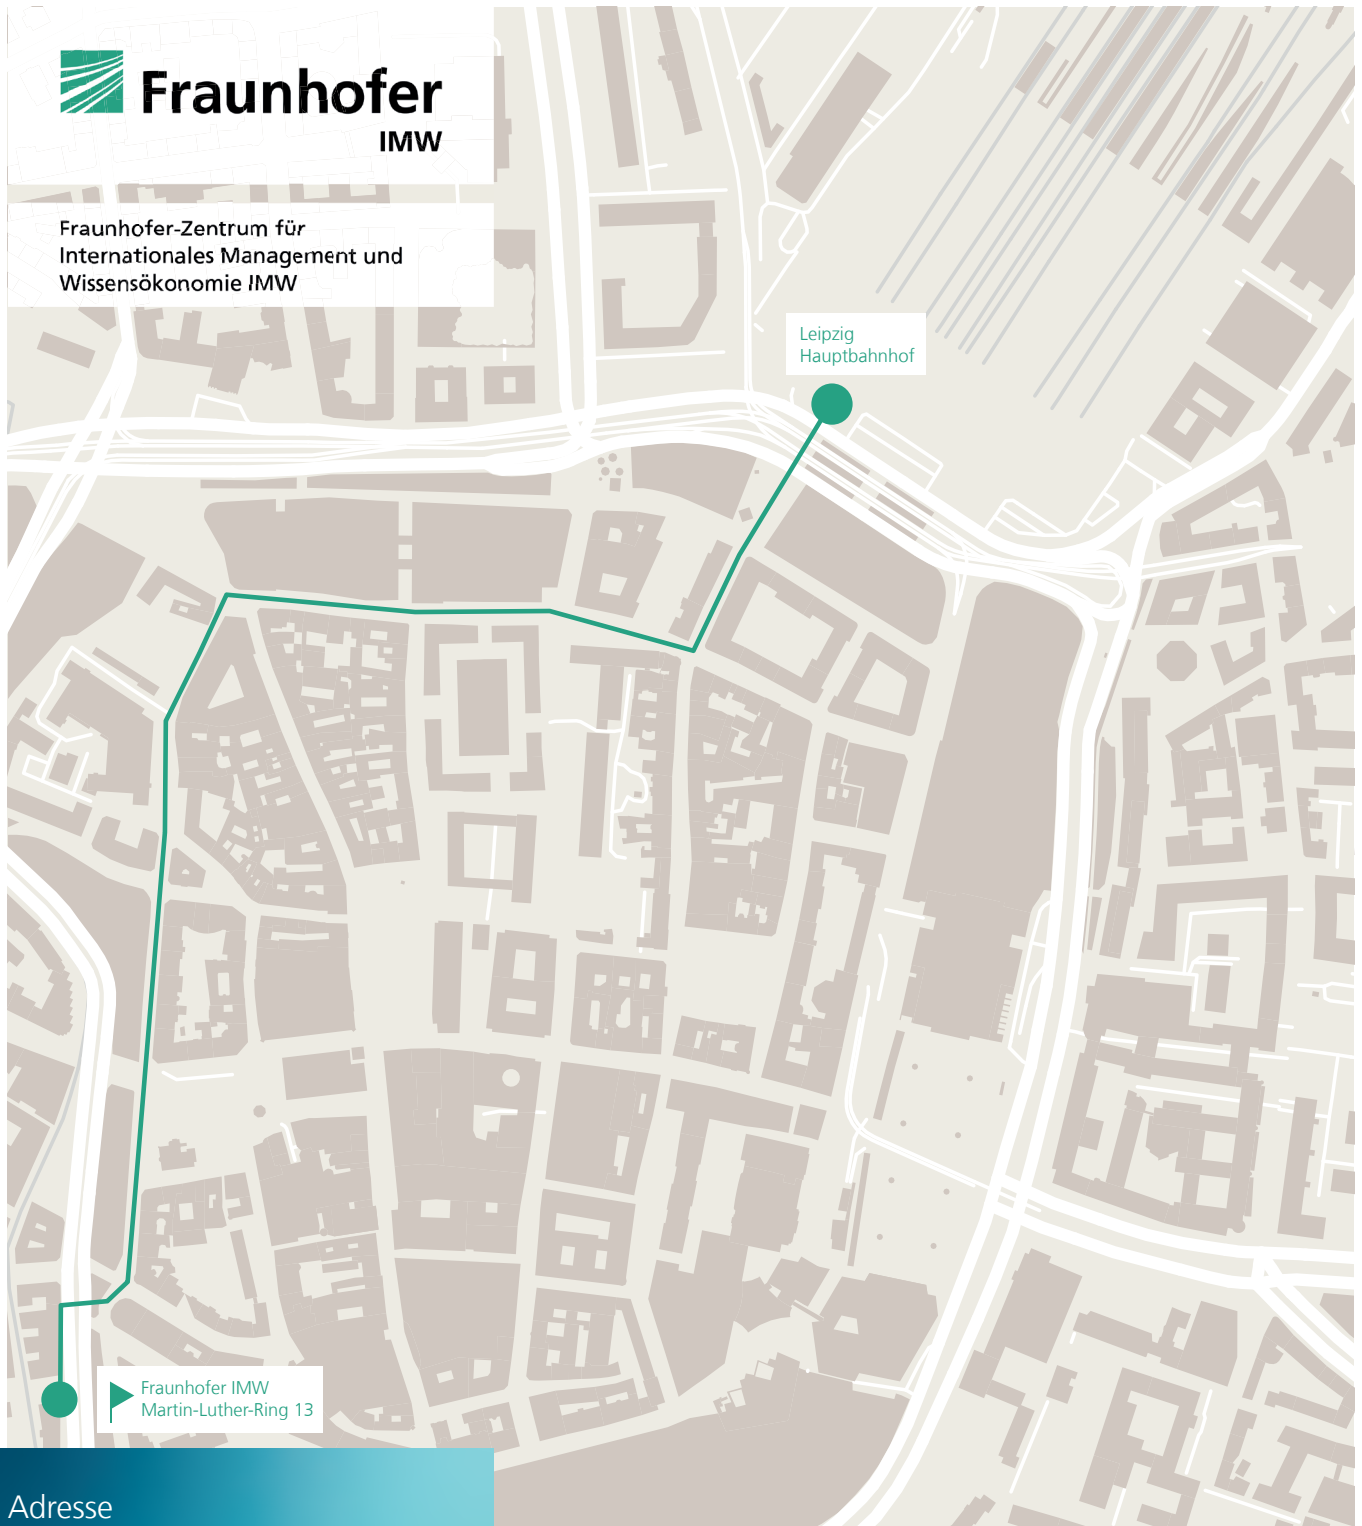 Fraunhofer
IMW
Fraunhofer-Zentrum für
Internationales Management und
Wissensökonomie IMW
Leipzig
Hauptbahnhof
Fraunhofer IMW
Martin-Luther-Ring 13
Adresse